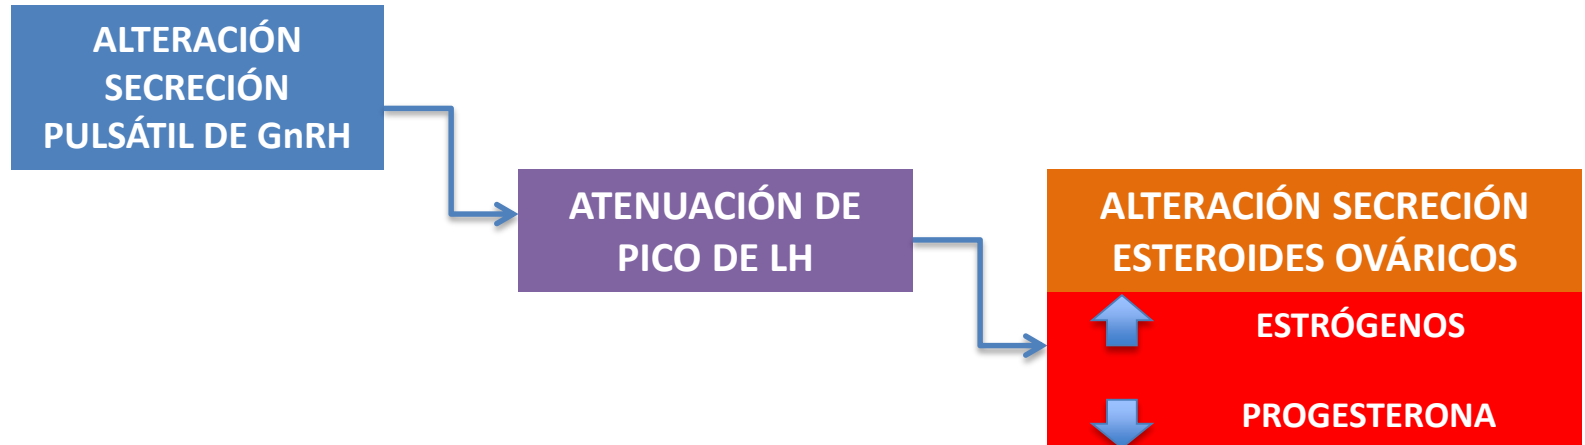 ALTERACIÓN
SECRECIÓN
PULSÁTIL DE GnRH
ATENUACIÓN DE
PICO DE LH
ALTERACIÓN SECRECIÓN
ESTEROIDES OVÁRICOS
ESTRÓGENOS
PROGESTERONA